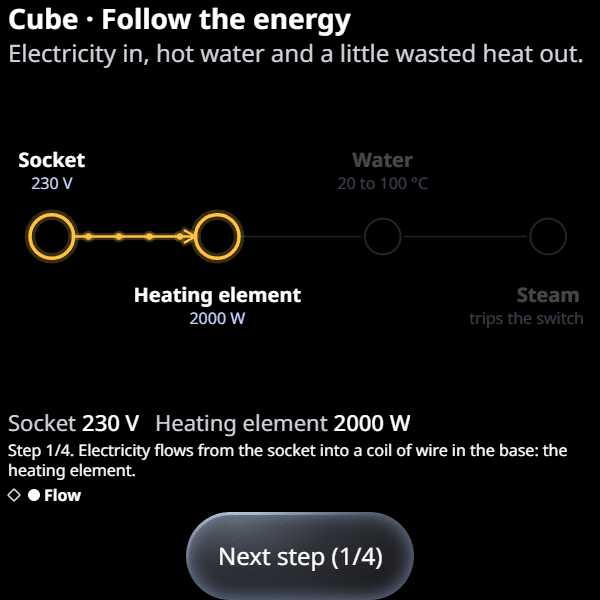 Cube · Follow the energy
Electricity in, hot water and a little wasted heat out.
Socket
230 V
Water
20 to 100 °C
Heating element
2000 W
Steam
trips the switch
Socket 230 V Heating element 2000 W
Step 1/4. Electricity flows from the socket into a coil of wire in the base: the
heating element.
Flow
Next step (1/4)